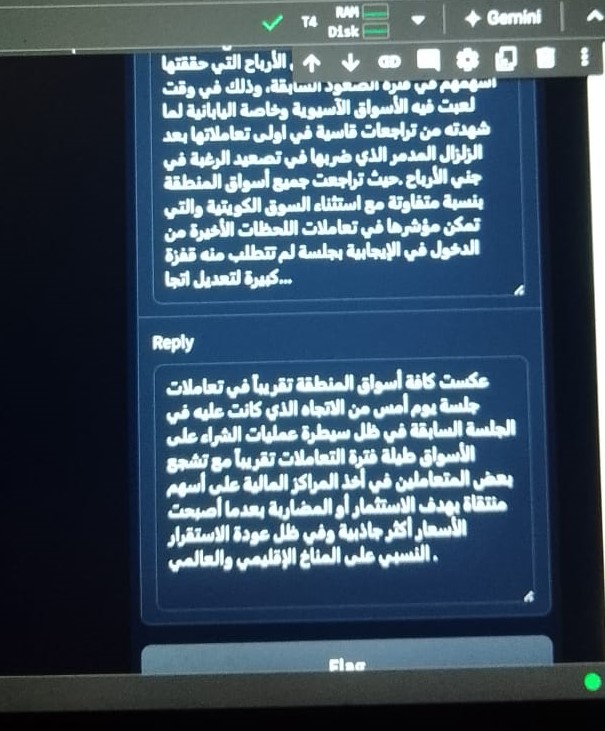 T4
RAM
Disk
Gemini
الأرباح التي حققتها
أسهمهم في فترة الصعود السابقة، وذلك في وقت
لعبت فيه الأسواق الآسيوية وخاصة اليابانية لما
شهدته من تراجعات قاسية في اولى تعاملاتها بعد
الزلزال المدمر الذي ضربها في تصعيد الرغبة في
جني الأرباح .حيث تراجعت جميع أسواق المنطقة
بنسبة متفاوتة مع استثناء السوق الكويتية والتي
تمكن مؤشرها في تعاملات اللحظات الأخيرة من
الدخول في الإيجابية بجلسة لم تتطلب منه قفزة
كبيرة لتعديل اتجا...
Reply
عكست كافة أسواق المنطقة تقريباً في تعاملات
جلسة يوم أمس من الاتجاه الذي كانت عليه في
الجلسة السابقة في ظل سيطرة عمليات الشراء على
الأسواق طيلة فترة التعاملات تقريباً مع تشجع
بعض المتعاملين في أخذ المراكز المالية على أسهم
منتقاة بهدف الاستثمار أو المضاربة بعدما أصبحت
الأسعار أكثر جاذبية وفي ظل عودة الاستقرار
النسبي على المناخ الإقليمي والعالمي .
Flag